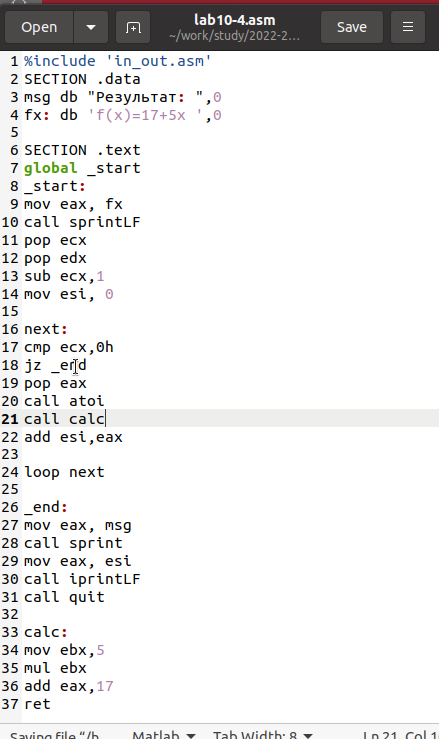 Open lab10-4.asm Save
~/work/study/2022-2...
1 %include 'in_out.asm'
2 SECTION .data
3 msg db "Результат: ",0
4 fx: db 'f(x)=17+5x ',0
5
6 SECTION .text
7 global _start
8 _start:
9 mov eax, fx
10 call sprintLF
11 pop ecx
12 pop edx
13 sub ecx,1
14 mov esi, 0
15
16 next:
17 cmp ecx,0h
18 jz _end
19 pop eax
20 call atoi
21 call calc
22 add esi,eax
23
24 loop next
25
26 _end:
27 mov eax, msg
28 call sprint
29 mov eax, esi
30 call iprintLF
31 call quit
32
33 calc:
34 mov ebx,5
35 mul ebx
36 add eax,17
37 ret
Saving file “/h Matlab Tab Width: 8 Ln 21, Col 1